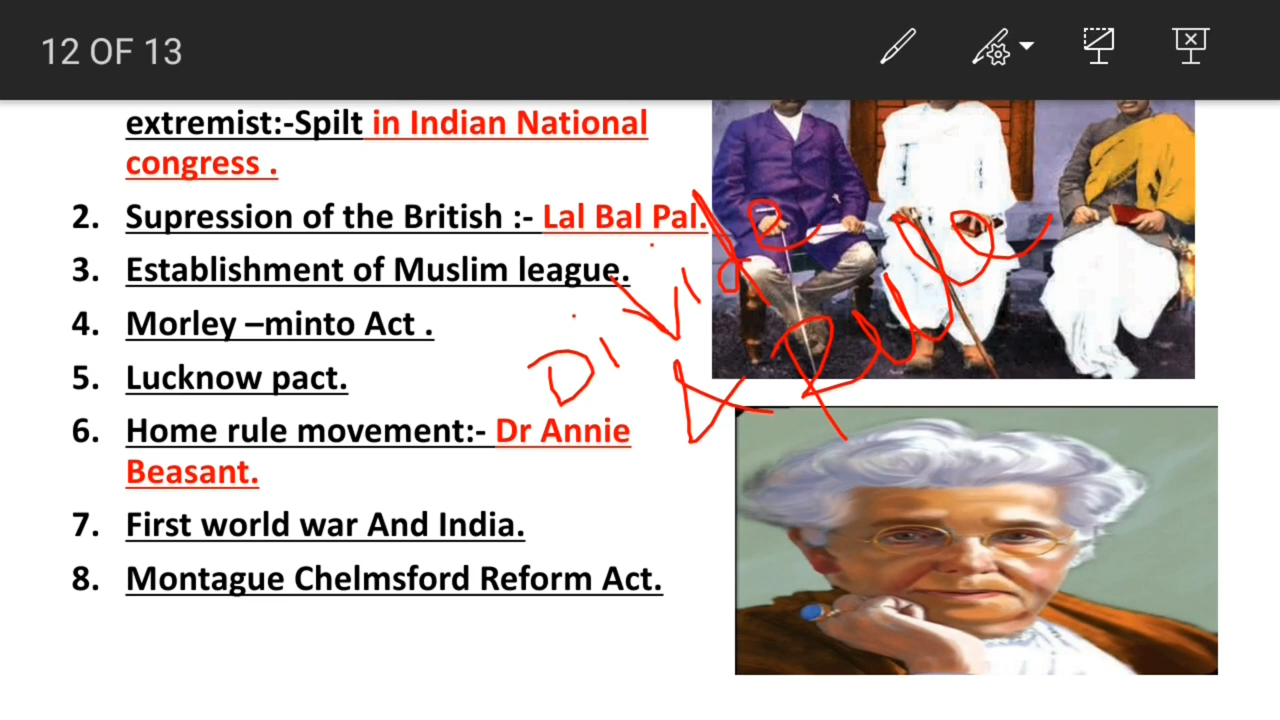 12 OF 13
extremist:-Spilt in Indian National
congress .
2. Supression of the British :- Lal Bal Pal.
3. Establishment of Muslim league.
4. Morley –minto Act .
5. Lucknow pact.
6. Home rule movement:- Dr Annie
Beasant.
7. First world war And India.
8. Montague Chelmsford Reform Act.
Divide
& Rule